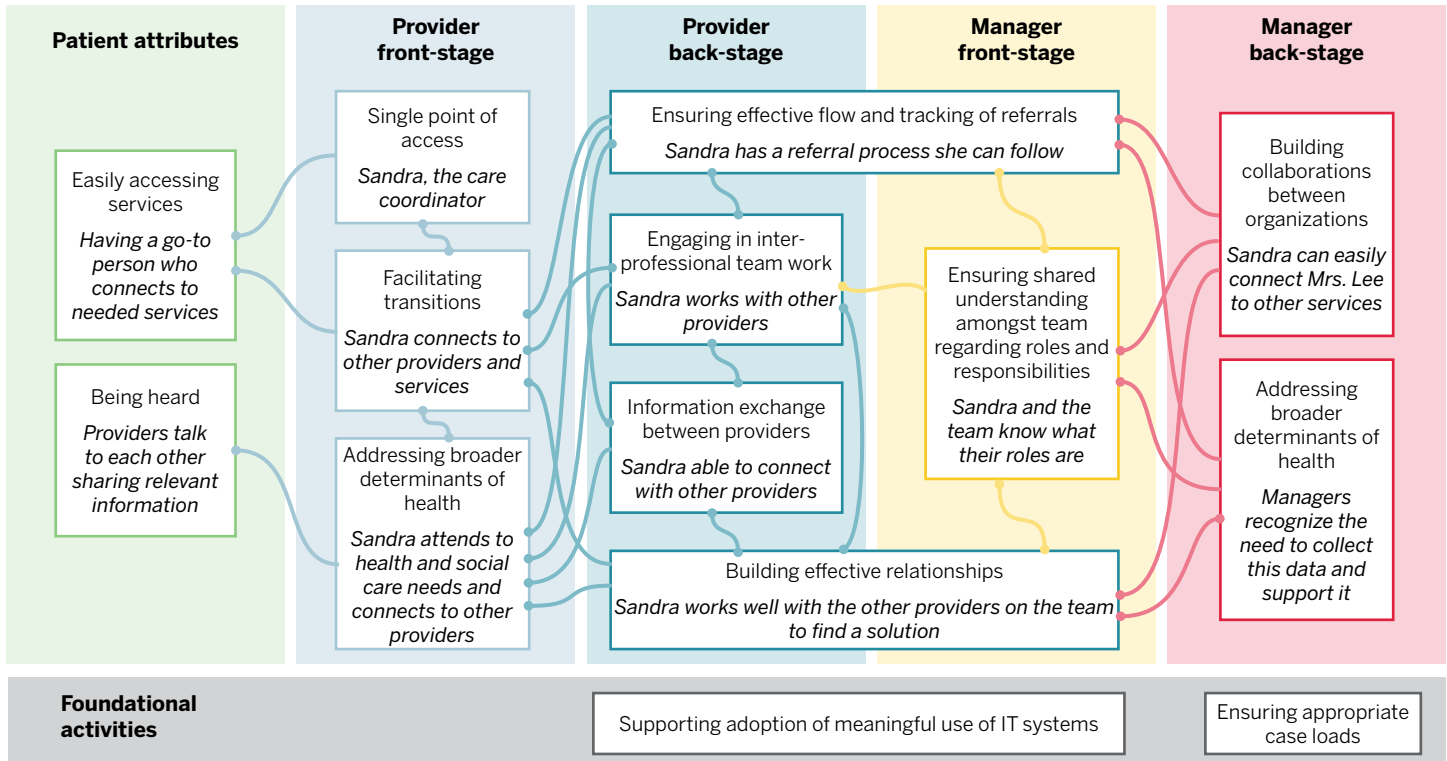 Patient attributes
Provider
front-stage
Provider
back-stage
Manager
front-stage
Manager
back-stage
Easily accessing
services
Having a go-to
person who
connects to
needed services
Being heard
Providers talk
to each other
sharing relevant
information
Single point of
access
Sandra, the care
coordinator
Facilitating
transitions
Sandra connects to
other providers and
services
Addressing broader
determinants of
health
Sandra attends to
health and social
care needs and
connects to other
providers
Ensuring effective flow and tracking of referrals
Sandra has a referral process she can follow
Engaging in inter-
professional team work
Sandra works with other
providers
Information exchange
between providers
Sandra able to connect
with other providers
Building effective relationships
Sandra works well with the other providers on the team
to find a solution
Ensuring shared
understanding
amongst team
regarding roles and
responsibilities
Sandra and the
team know what
their roles are
Building
collaborations
between
organizations
Sandra can easily
connect Mrs. Lee
to other services
Addressing
broader
determinants of
health
Managers
recognize the
need to collect
this data and
support it
Foundational
activities
Supporting adoption of meaningful use of IT systems
Ensuring appropriate
case loads